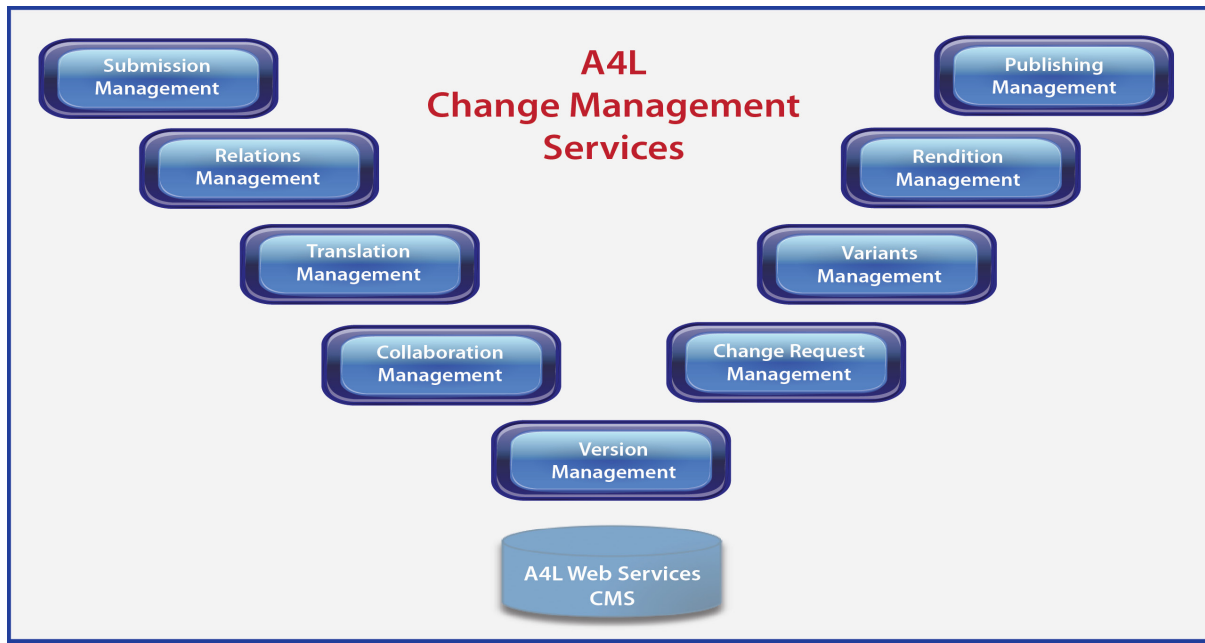 A4L
Change Management
Services
Submission
Management
Publishing
Management
Relations
Management
Rendition
Management
Translation
Management
Variants
Management
Collaboration
Management
Change Request
Management
Version
Management
A4L Web Services
CMS